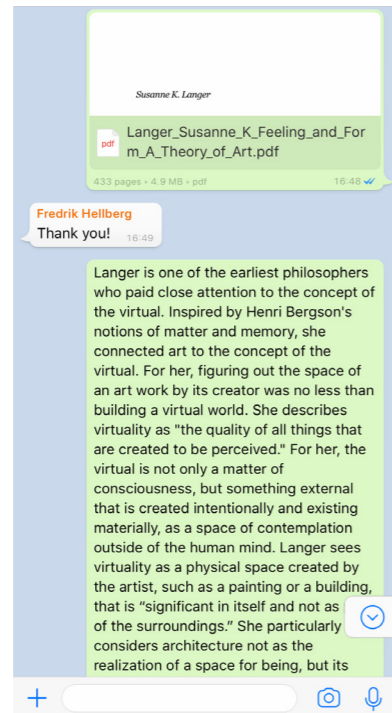 Susanne K. Langer
pdf
Langer_Susanne_K_Feeling_and_For
m_A_Theory_of_Art.pdf
433 pages • 4.9 MB • pdf 16:48
Fredrik Hellberg
Thank you! 16:49
Langer is one of the earliest philosophers
who paid close attention to the concept of
the virtual. Inspired by Henri Bergson's
notions of matter and memory, she
connected art to the concept of the
virtual. For her, figuring out the space of
an art work by its creator was no less than
building a virtual world. She describes
virtuality as "the quality of all things that
are created to be perceived." For her, the
virtual is not only a matter of
consciousness, but something external
that is created intentionally and existing
materially, as a space of contemplation
outside of the human mind. Langer sees
virtuality as a physical space created by
the artist, such as a painting or a building,
that is “significant in itself and not as
of the surroundings.” She particularly
considers architecture not as the
realization of a space for being, but its